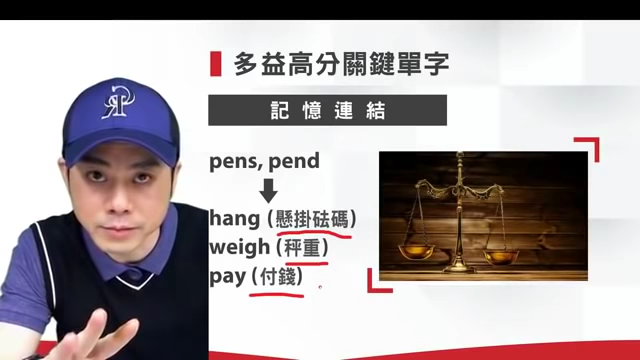 多益高分關鍵單字
記憶連結
pens, pend
hang (懸掛砝碼)
weigh (秤重)
pay (付錢)